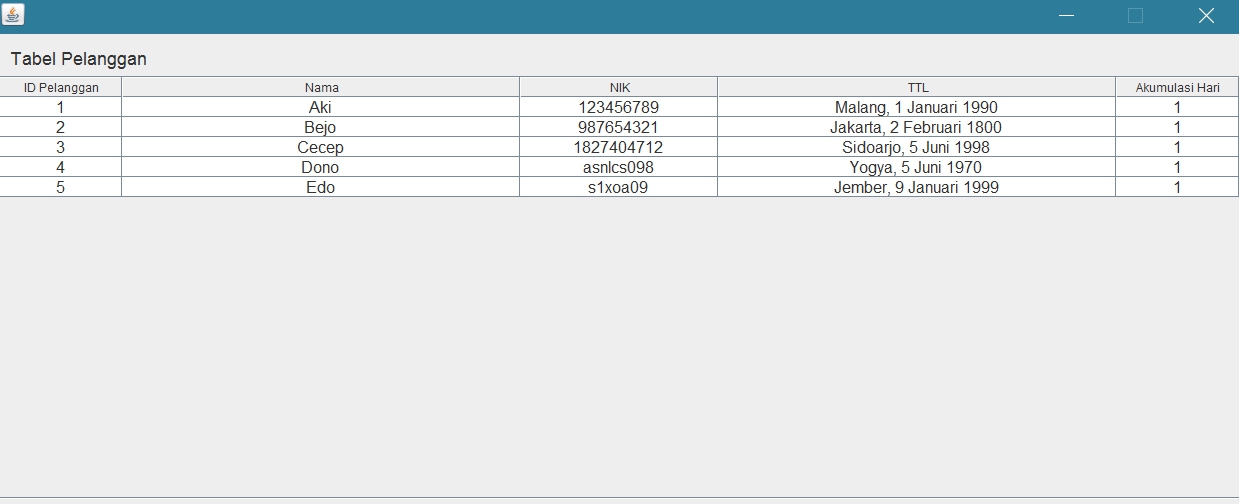 Tabel Pelanggan
ID Pelanggan Nama NIK TTL Akumulasi Hari
1 Aki 123456789 Malang, 1 Januari 1990 1
2 Bejo 987654321 Jakarta, 2 Februari 1800 1
3 Cecep 1827404712 Sidoarjo, 5 Juni 1998 1
4 Dono asnlcs098 Yogya, 5 Juni 1970 1
5 Edo s1xoa09 Jember, 9 Januari 1999 1